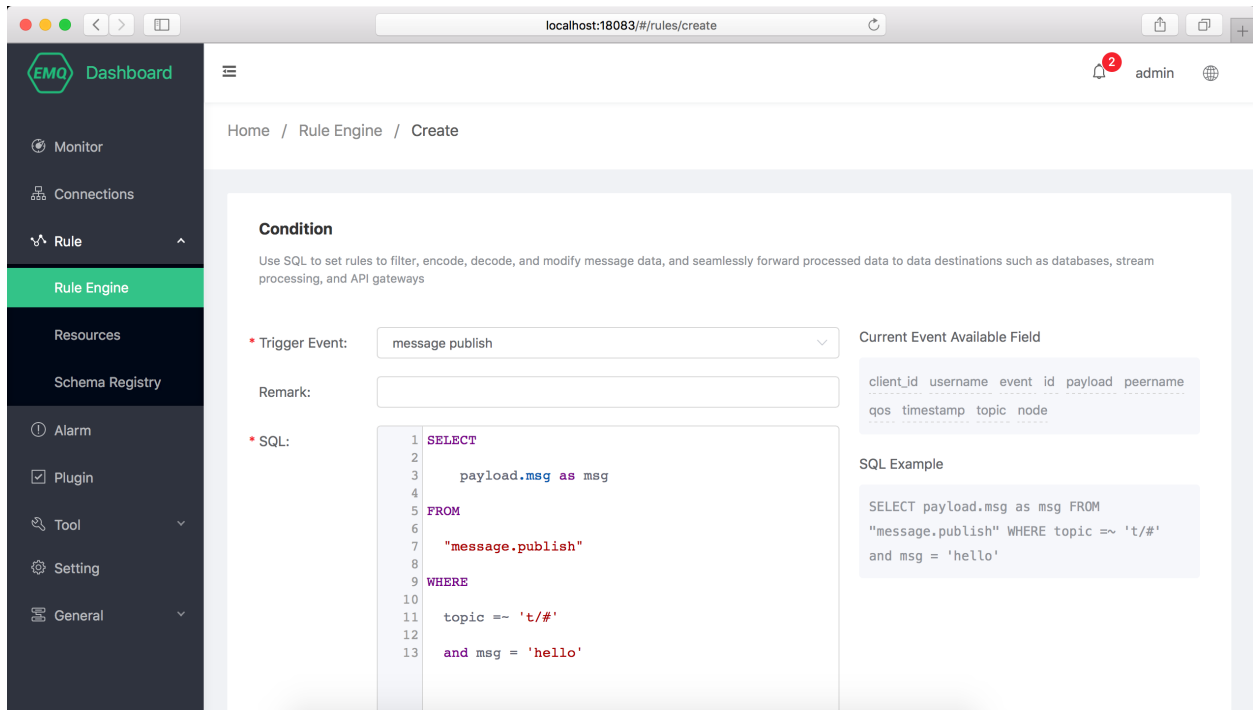 localhost:18083/#/rules/create
EMQ Dashboard
2
admin
Home / Rule Engine / Create
Monitor
Connections
Rule
Rule Engine
Resources
Schema Registry
Alarm
Plugin
Tool
Setting
General
Condition
Use SQL to set rules to filter, encode, decode, and modify message data, and seamlessly forward processed data to data destinations such as databases, stream
processing, and API gateways
* Trigger Event:
message publish
Remark:
* SQL:
1 SELECT
2
3 payload.msg as msg
4
5 FROM
6
7 "message.publish"
8
9 WHERE
10
11 topic =~ 't/#'
12
13 and msg = 'hello'
Current Event Available Field
client_id username event id payload peername
qos timestamp topic node
SQL Example
SELECT payload.msg as msg FROM
"message.publish" WHERE topic =~ 't/#'
and msg = 'hello'